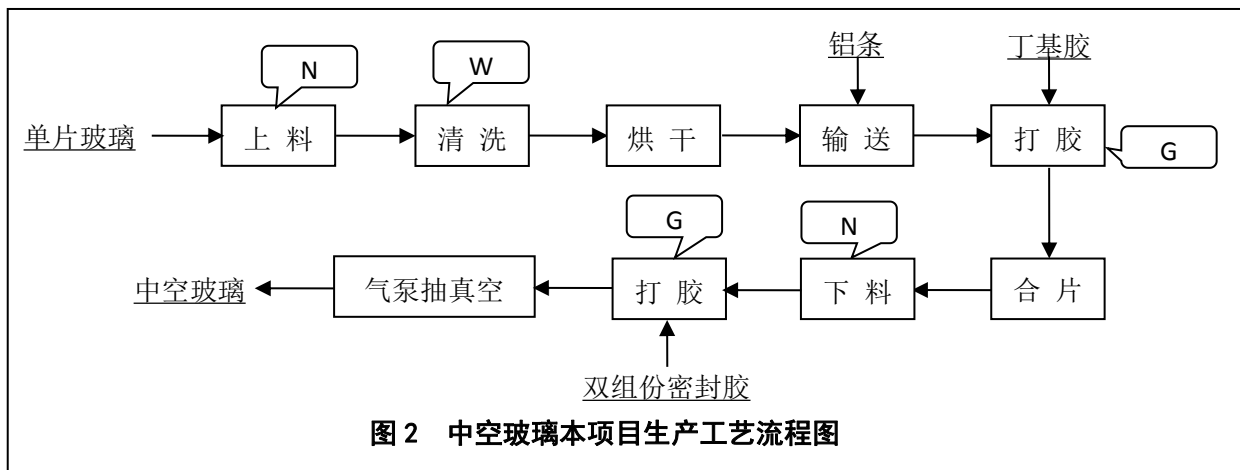 铝条
丁基胶
N
W
单片玻璃
上 料
清 洗
烘 干
输 送
打 胶
G
G
N
中空玻璃
气泵抽真空
打 胶
下 料
合 片
双组份密封胶
图 2 中空玻璃本项目生产工艺流程图